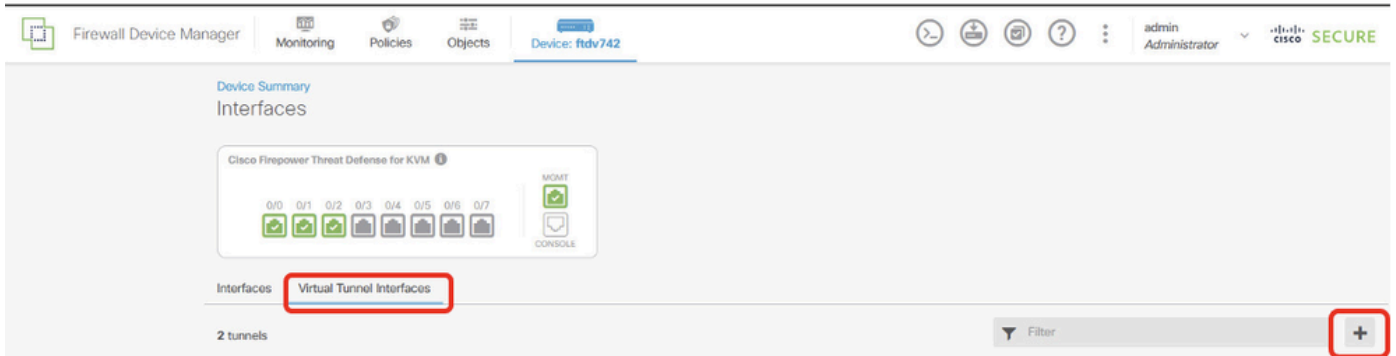 Firewall Device Manager
Monitoring
Policies
Objects
Device: ftdv742
admin
Administrator
cisco SECURE
Device Summary
Interfaces
Cisco Firepower Threat Defense for KVM
MGMT
0/0 0/1 0/2 0/3 0/4 0/5 0/6 0/7
CONSOLE
Interfaces Virtual Tunnel Interfaces
2 tunnels
Filter
+